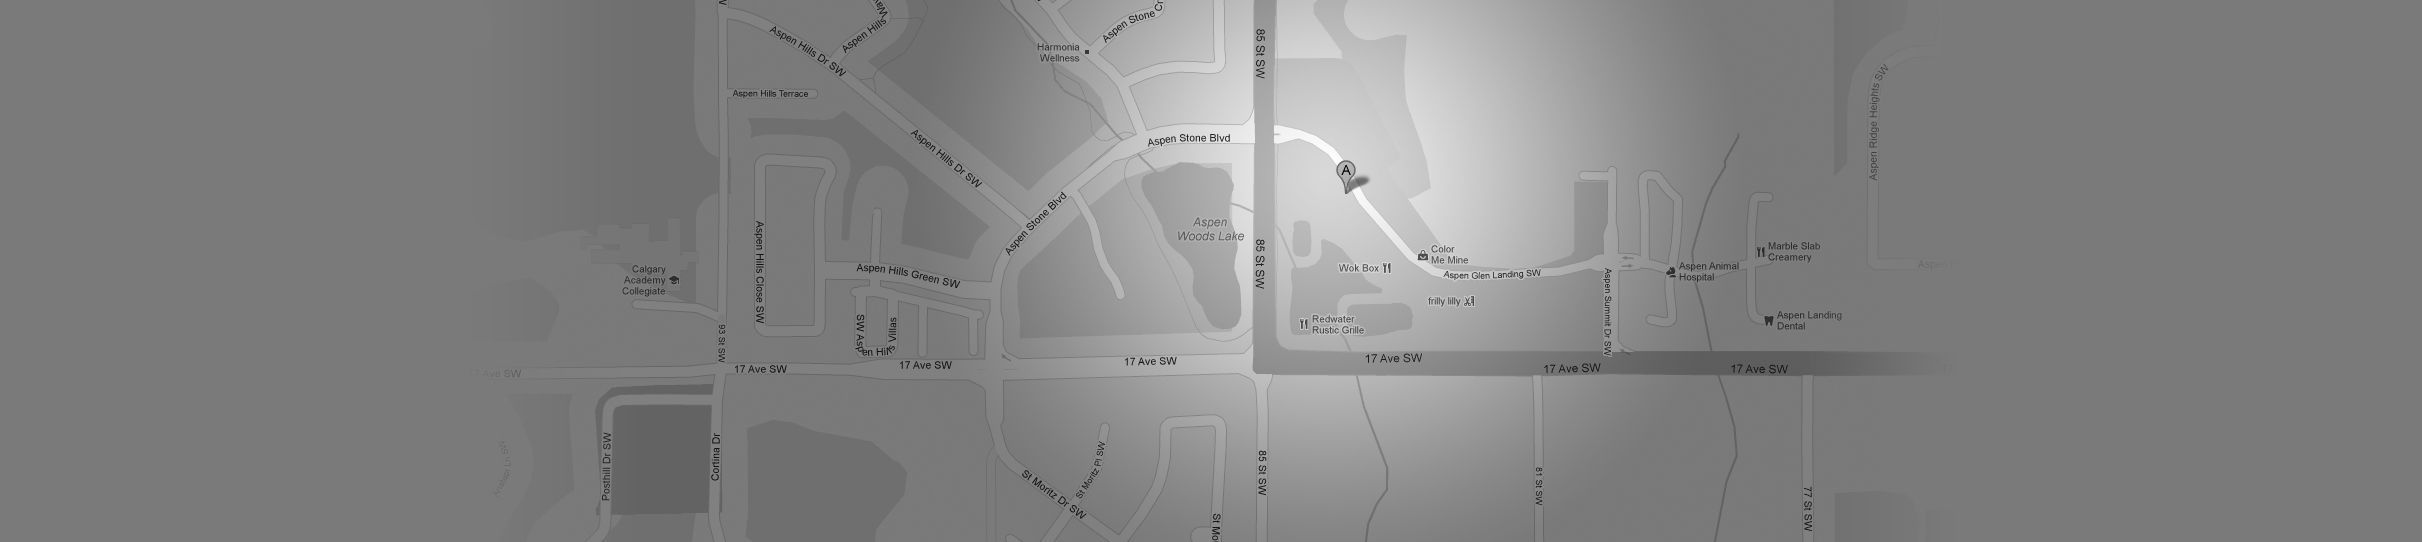 Aspen Hills Dr SW
Aspen Hills
Aspen Stone
85 St SW
Harmonia
Wellness
Aspen Hills Terrace
Aspen Ridge Heights SW
Aspen Hills Dr SW
Aspen Stone Blvd
A
Aspen Stone Blvd
Aspen
Woods Lake
85 St SW
Aspen Hills Close SW
Calgary
Academy
Collegiate
Aspen Hills Green SW
Color
Me Mine
Wok Box
Aspen Glen Landing SW
Aspen Animal
Hospital
Marble Slab
Creamery
Aspen
frilly lilly
Aspen Summit Dr SW
Redwater
Rustic Grille
Aspen Landing
Dental
93 St SW
SW Aspen Hills Villas
17 Ave SW
17 Ave SW
17 Ave SW
17 Ave SW
17 Ave SW
17 Ave SW
17 Ave SW
Posthill Dr SW
Cortina Dr
St Moritz Dr SW
St Moritz Pl SW
85 St SW
81 St SW
77 St SW
St Mo